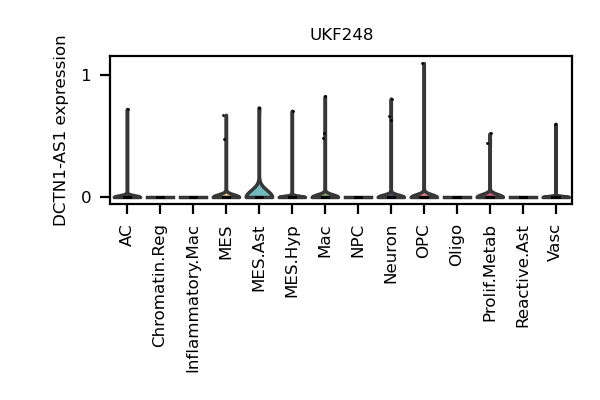 UKF248
DCTN1-AS1 expression
1
0
AC
Chromatin.Reg
Inflammatory.Mac
MES
MES.Ast
MES.Hyp
Mac
NPC
Neuron
OPC
Oligo
Prolif.Metab
Reactive.Ast
Vasc